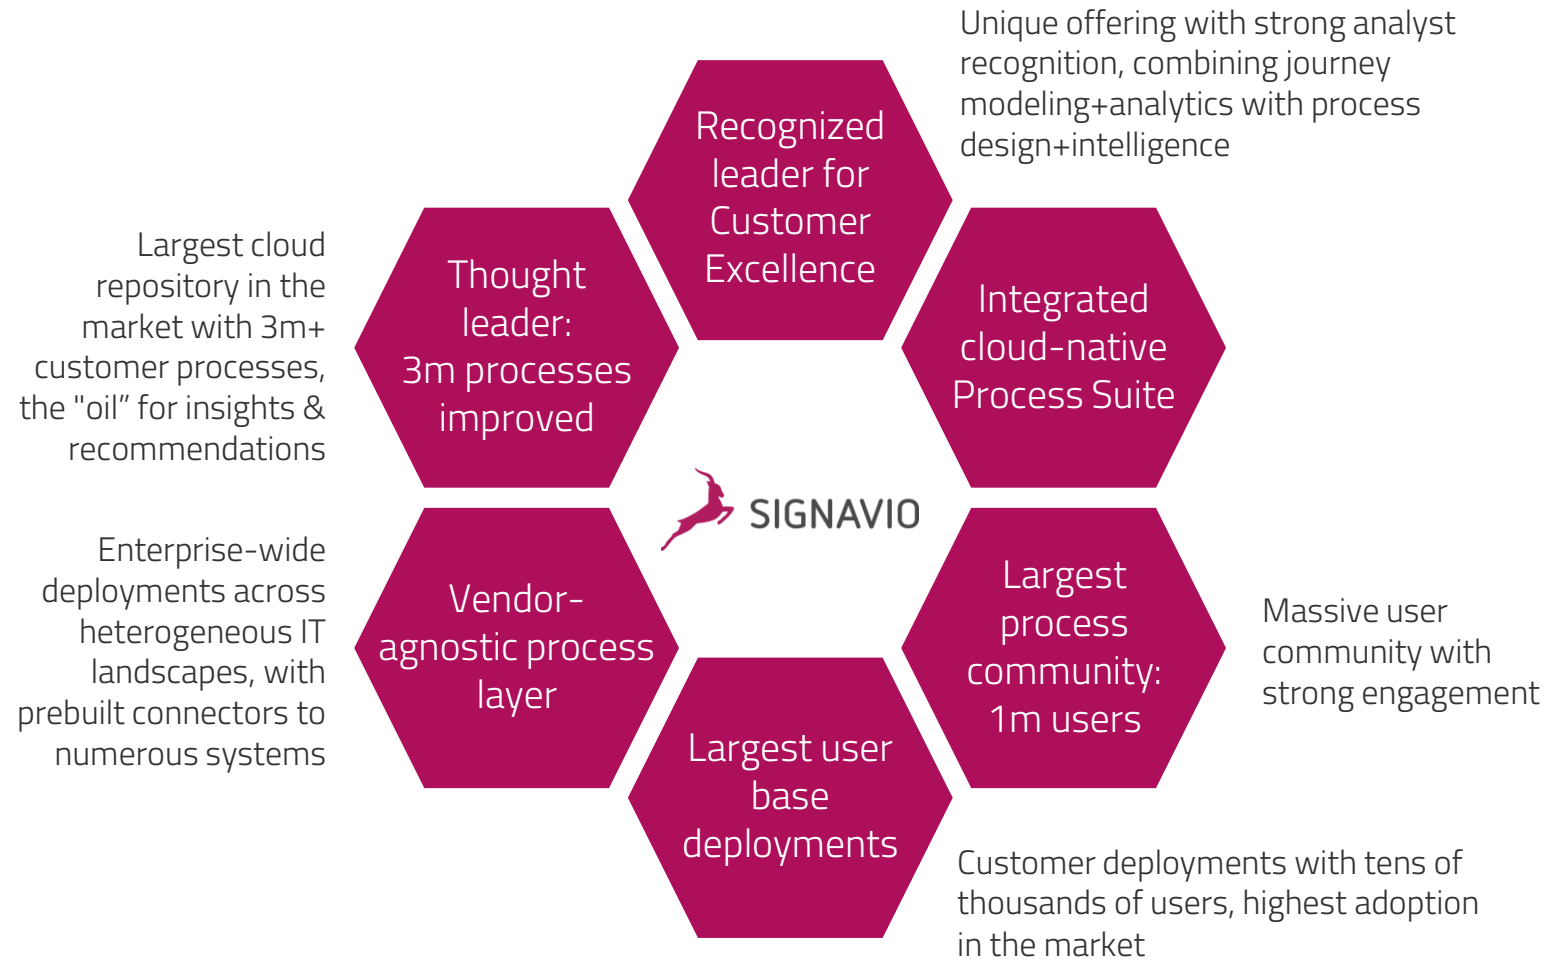 Unique offering with strong analyst
recognition, combining journey
modeling+analytics with process
design+intelligence
Recognized
leader for
Customer
Excellence
Largest cloud
repository in the
market with 3m+
customer processes,
the "oil” for insights &
recommendations
Thought
leader:
3m processes
improved
Integrated
cloud-native
Process Suite
SIGNAVIO
Enterprise-wide
deployments across
heterogeneous IT
landscapes, with
prebuilt connectors to
numerous systems
Vendor-
agnostic process
layer
Largest
process
community:
1m users
Massive user
community with
strong engagement
Largest user
base
deployments
Customer deployments with tens of
thousands of users, highest adoption
in the market